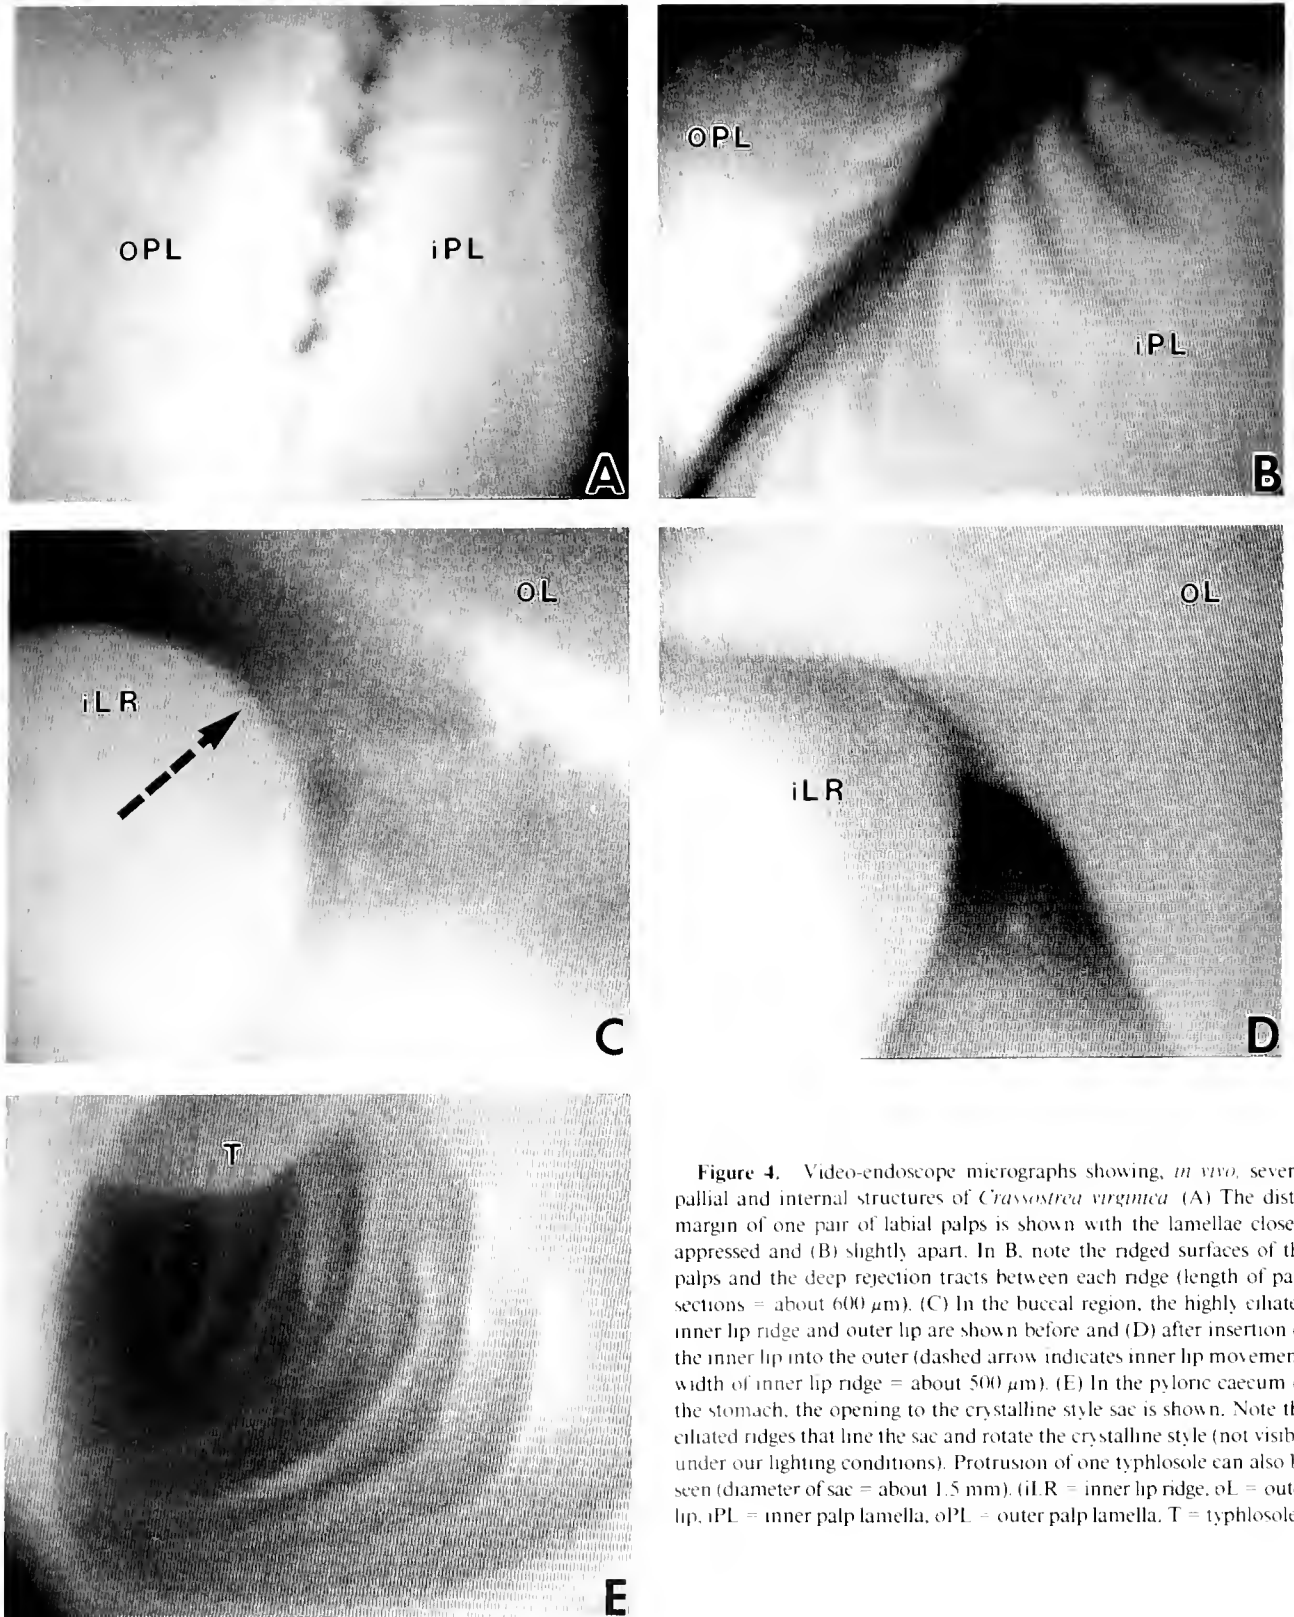 OPL
iPL
A
OPL
iPL
B
OL
iLR
C
OL
iLR
D
T
E
Figure 4. Video-endoscope micrographs showing, in vivo, sever
pallial and internal structures of Crassostrea virginica (A) The dist
margin of one pair of labial palps is shown with the lamellae close
appressed and (B) slightly apart. In B, note the ridged surfaces of th
palps and the deep rejection tracts between each ridge (length of pa
sections = about 600 μm). (C) In the buccal region, the highly ciliate
inner lip ridge and outer lip are shown before and (D) after insertion
the inner lip into the outer (dashed arrow indicates inner lip movemen
width of inner lip ridge = about 500 μm). (E) In the pyloric caecum
the stomach, the opening to the crystalline style sac is shown. Note th
ciliated ridges that line the sac and rotate the crystalline style (not visib
under our lighting conditions). Protrusion of one typhlosole can also
seen (diameter of sac = about 1.5 mm). (iLR = inner lip ridge, oL = out
lip, iPL = inner palp lamella, oPL = outer palp lamella, T = typhlosole